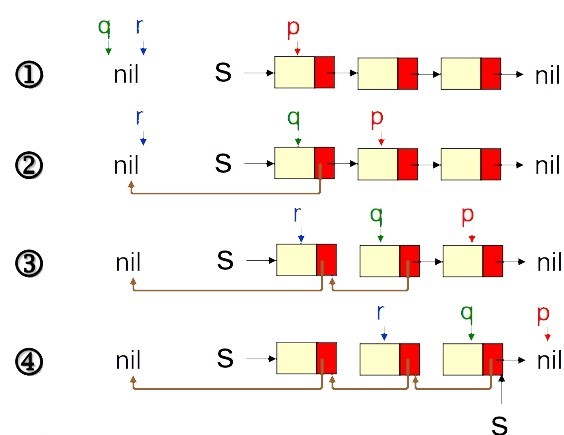 q r p
① nil S nil
r q p
② nil S nil
r q p
③ nil S nil
r q p
④ nil S nil
S